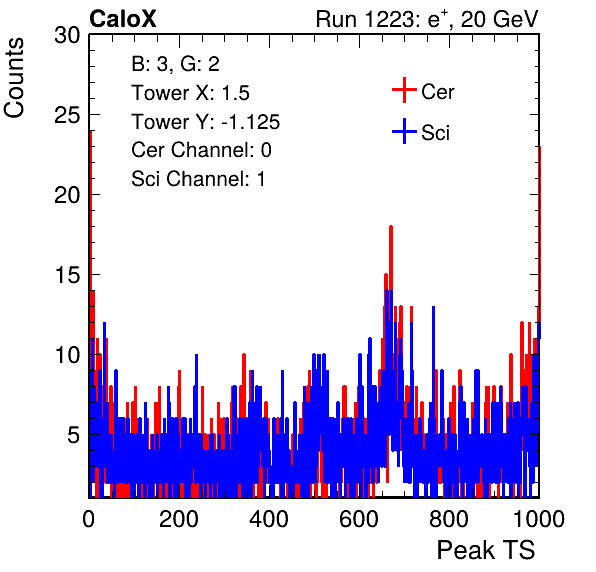 CaloX Run 1223: e+, 20 GeV
Counts
30
25
20
15
10
5
B: 3, G: 2
Tower X: 1.5
Tower Y: -1.125
Cer Channel: 0
Sci Channel: 1
Cer
Sci
0 200 400 600 800 1000
Peak TS